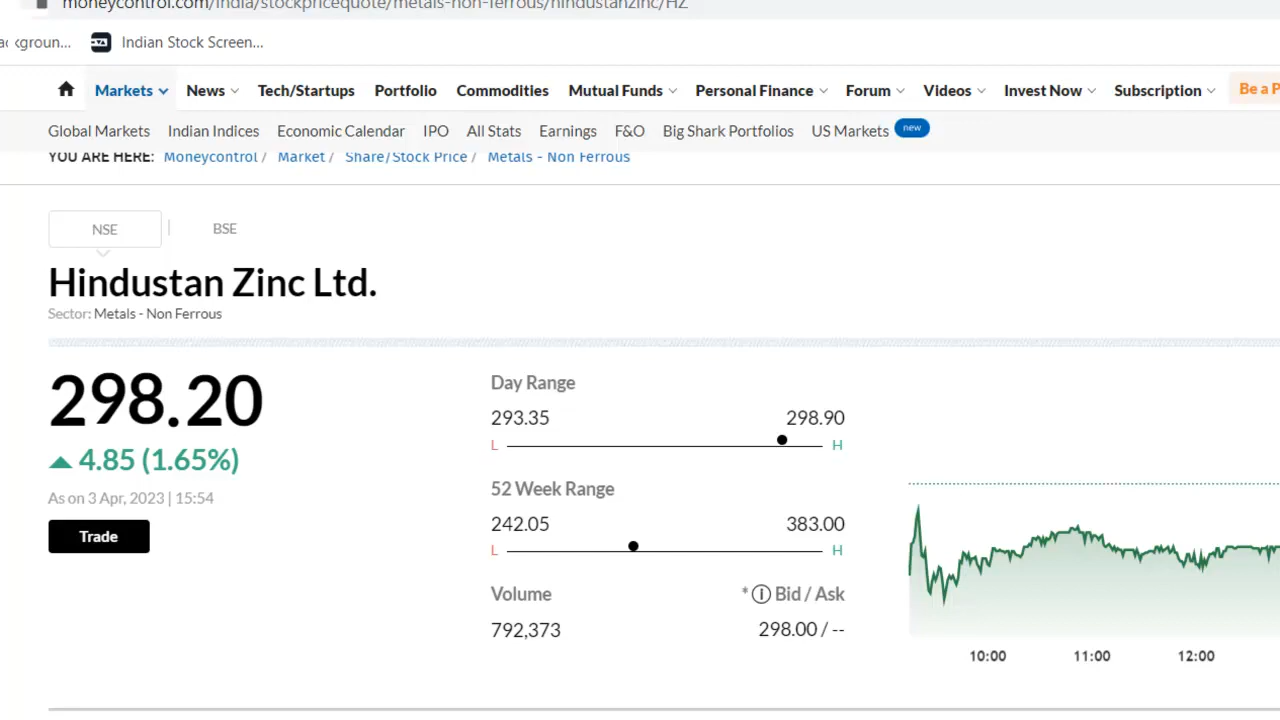 moneycontrol.com/india/stockpricequote/metals-non-ferrous/hindustanzinc/HZ
kgroun... Indian Stock Screen...
Markets News Tech/Startups Portfolio Commodities Mutual Funds Personal Finance Forum Videos Invest Now Subscription Be a P
Global Markets Indian Indices Economic Calendar IPO All Stats Earnings F&O Big Shark Portfolios US Markets new
YOU ARE HERE: Moneycontrol / Market / Share/Stock Price / Metals - Non Ferrous
NSE | BSE
Hindustan Zinc Ltd.
Sector: Metals - Non Ferrous
298.20
4.85 (1.65%)
As on 3 Apr, 2023 | 15:54
Trade
Day Range
293.35 298.90
L H
52 Week Range
242.05 383.00
L H
Volume * Bid / Ask
792,373 298.00 / --
10:00 11:00 12:00